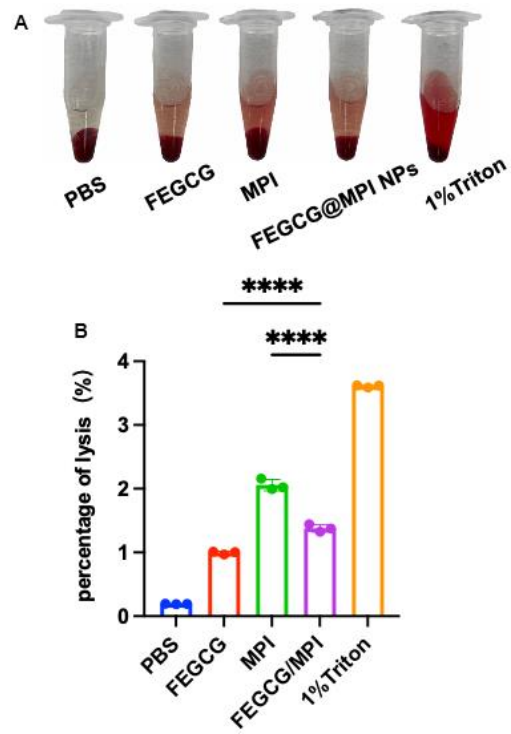 A
PBS
FEGCG
MPI
FEGCG@MPI NPs
1%Triton
****
B
****
percentage of lysis (%)
4
3
2
1
0
PBS
FEGCG
MPI
FEGCG/MPI
1%Triton